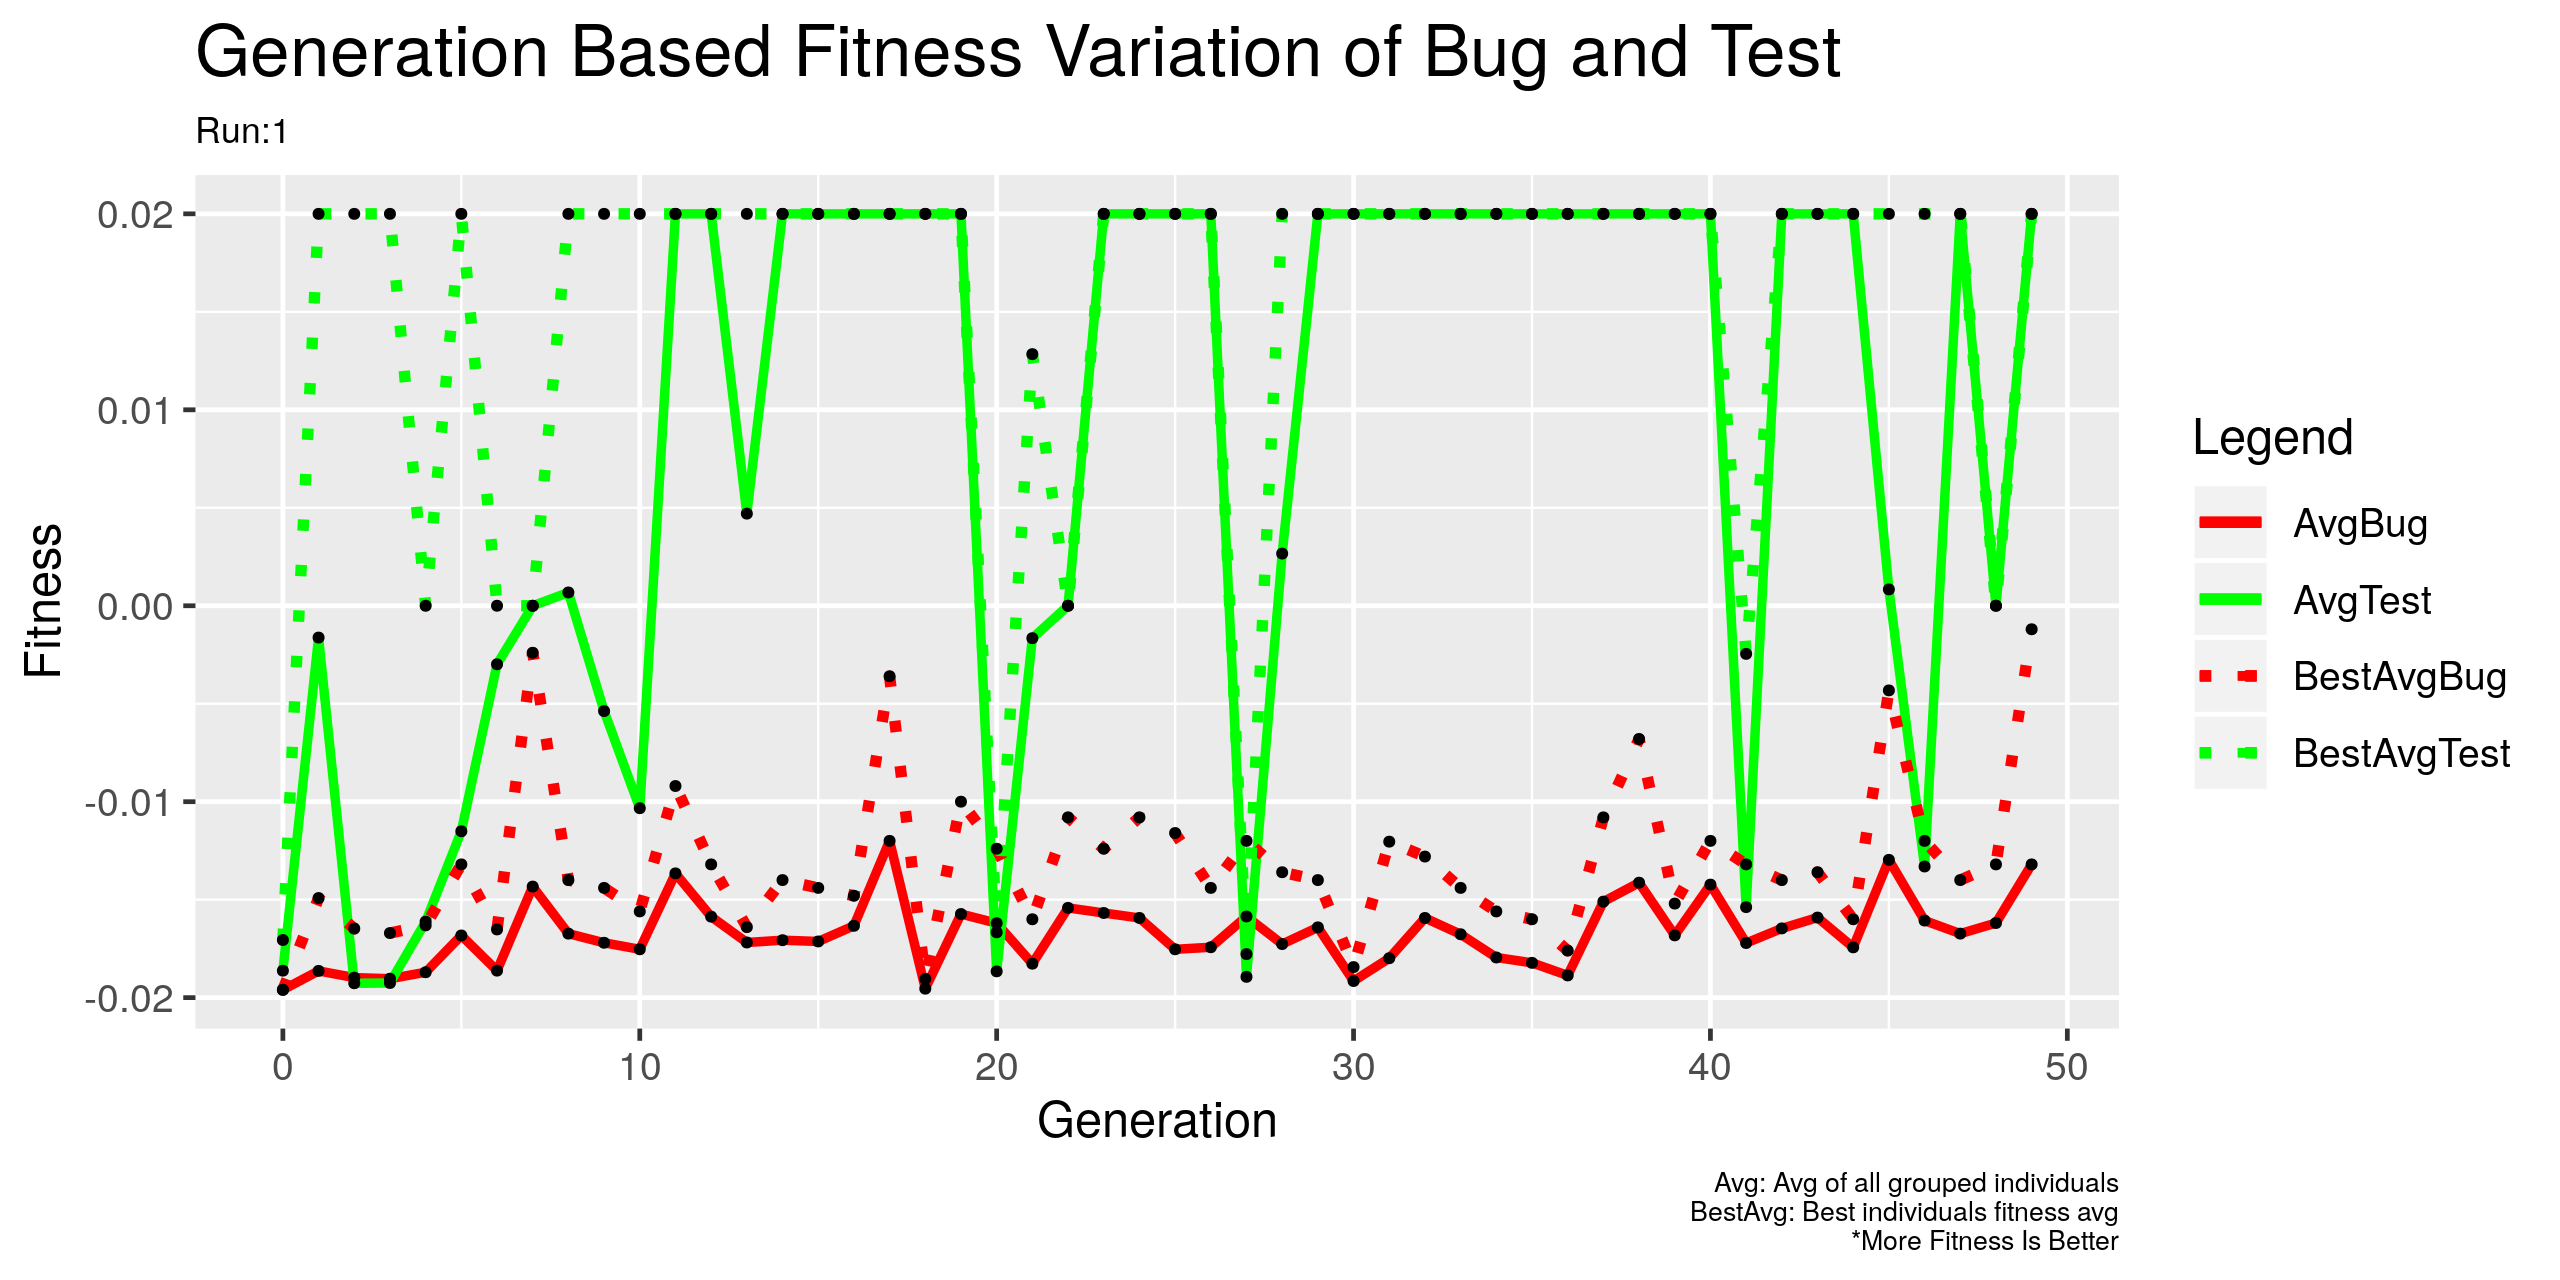 Generation Based Fitness Variation of Bug and Test
Run:1
0.02
0.01
0.00
-0.01
-0.02
Fitness
0 10 20 30 40 50
Generation
Legend
AvgBug
AvgTest
BestAvgBug
BestAvgTest
Avg: Avg of all grouped individuals
BestAvg: Best individuals fitness avg
*More Fitness Is Better